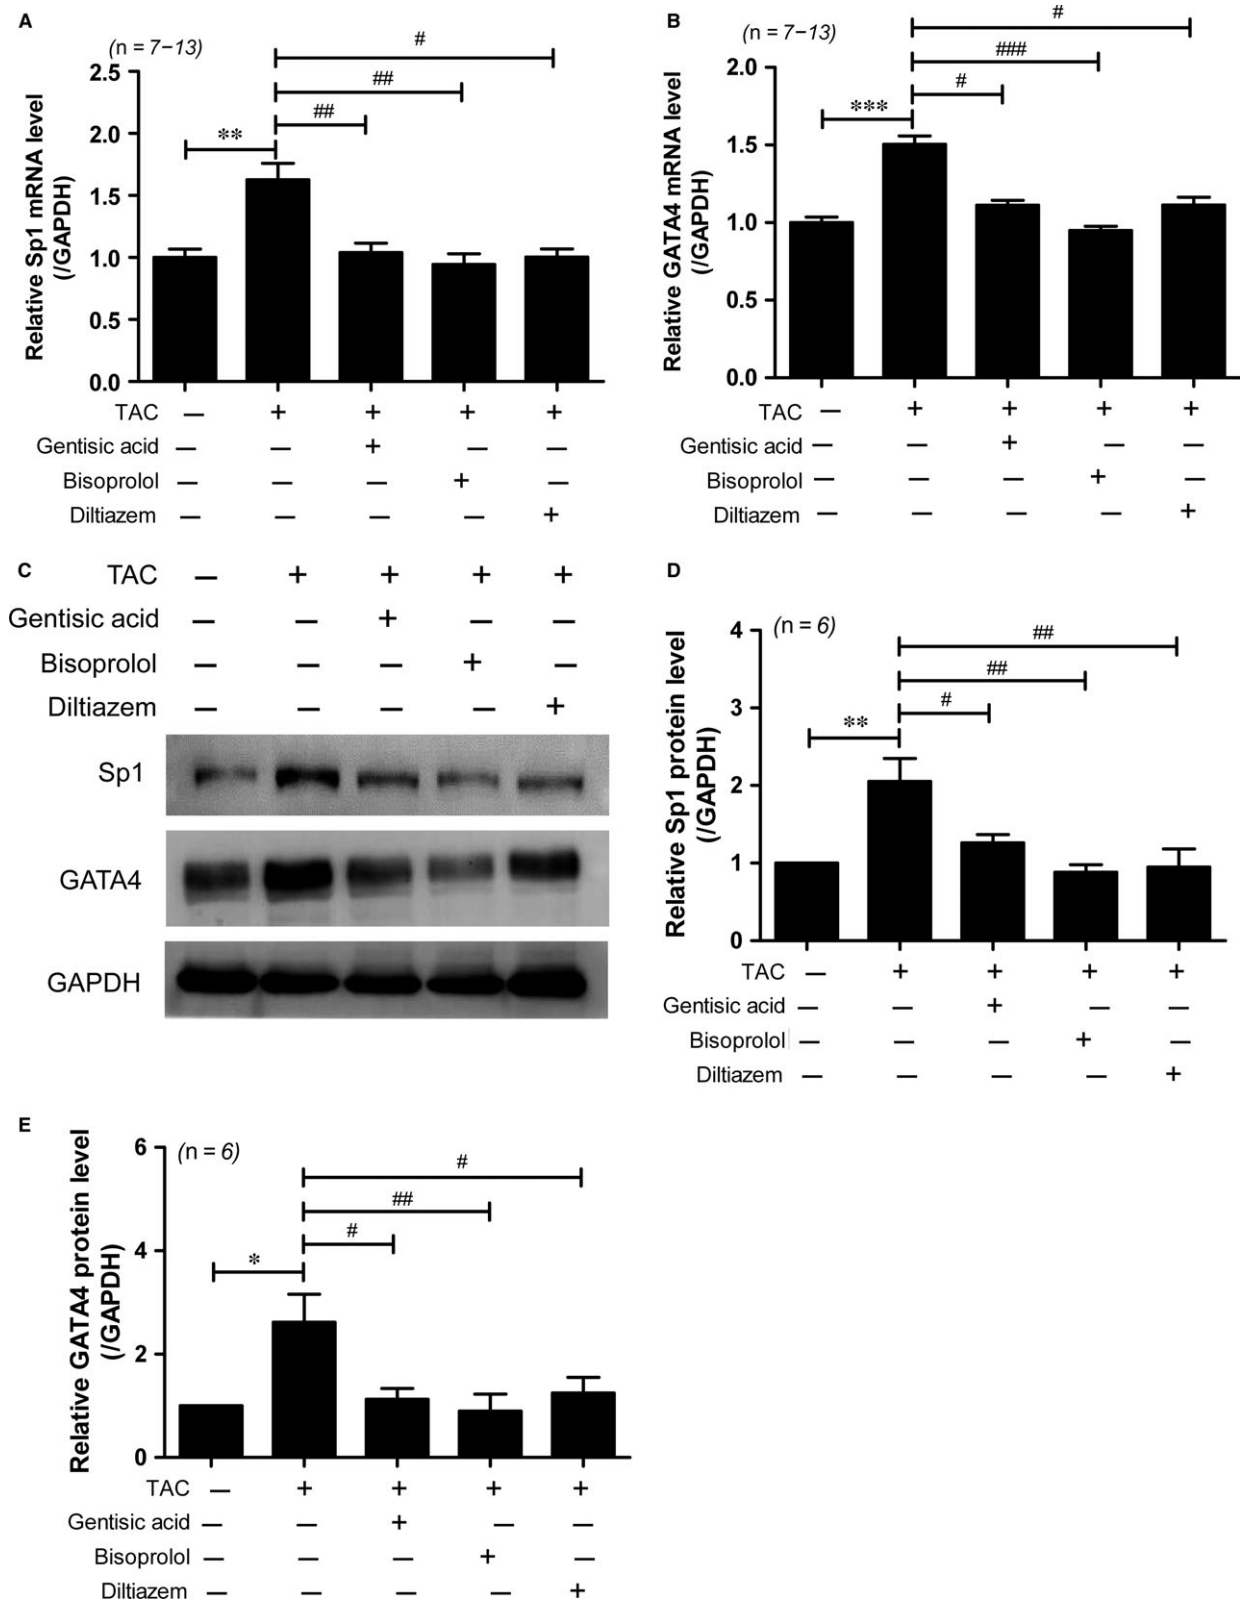 A
(n = 7–13)
#
##
##
**
2.5
2.0
1.5
1.0
0.5
0.0
Relative Sp1 mRNA level
(/GAPDH)
TAC — + + + +
Gentisic acid — — + — —
Bisoprolol — — — + —
Diltiazem — — — — +
B
(n = 7–13)
#
###
#
***
2.0
1.5
1.0
0.5
0.0
Relative GATA4 mRNA level
(/GAPDH)
TAC — + + + +
Gentisic acid — — + — —
Bisoprolol — — — + —
Diltiazem — — — — +
C
TAC — + + + +
Gentisic acid — — + — —
Bisoprolol — — — + —
Diltiazem — — — — +
Sp1
GATA4
GAPDH
D
(n = 6)
##
##
#
**
4
3
2
1
0
Relative Sp1 protein level
(/GAPDH)
TAC — + + + +
Gentisic acid — — + — —
Bisoprolol — — — + —
Diltiazem — — — — +
E
(n = 6)
#
##
#
*
6
4
2
0
Relative GATA4 protein level
(/GAPDH)
TAC — + + + +
Gentisic acid — — + — —
Bisoprolol — — — + —
Diltiazem — — — — +